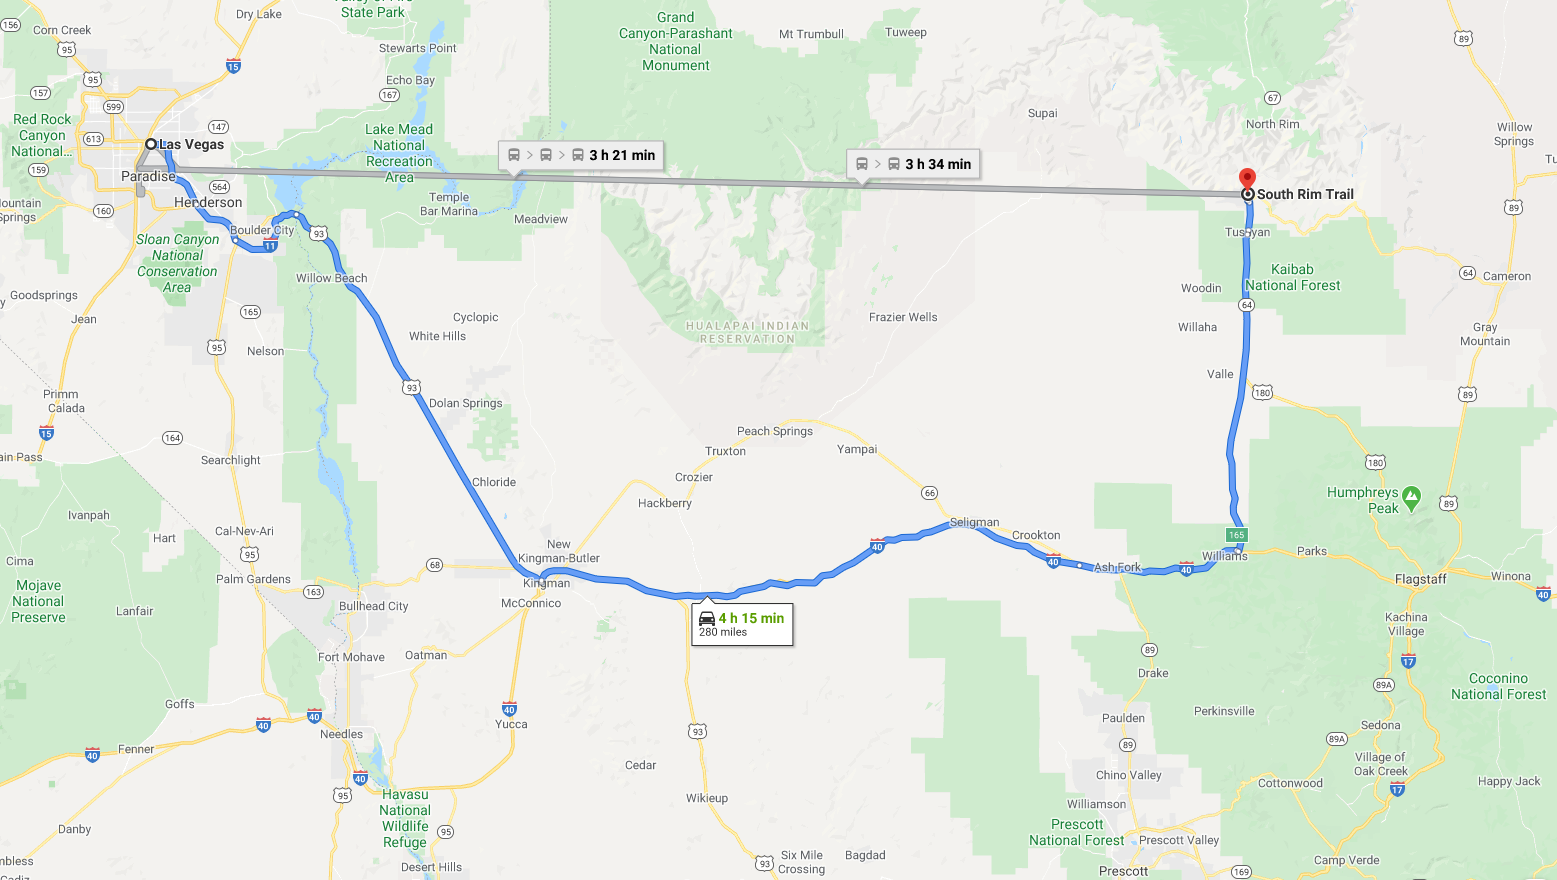 Dry Lake
Valley of Fire
State Park
Grand
Canyon-Parashant
National
Monument
Mt Trumbull
Tuweep
156
Corn Creek
95
Stewarts Point
15
89
95
Echo Bay
157
167
599
67
Supai
Red Rock
Canyon
National...
147
Lake Mead
National
Recreation
Area
North Rim
Willow
Springs
613
Las Vegas
3 h 21 min
3 h 34 min
159
Paradise
564
South Rim Trail
Henderson
Temple
Bar Marina
160
Meadview
89
Boulder City
93
11
Tusayan
Sloan Canyon
National
Conservation
Area
Willow Beach
Kaibab
National Forest
64
Cameron
Woodin
Goodsprings
64
165
Jean
Cyclopic
Frazier Wells
HUALAPAI INDIAN
RESERVATION
Willaha
Gray
Mountain
White Hills
95
Nelson
Valle
93
180
89
Primm
Calada
Dolan Springs
15
164
Peach Springs
Truxton
Yampai
Searchlight
180
Crozier
Chloride
66
Humphreys
Peak
Hackberry
89
Ivanpah
Seligman
Cal-Nev-Ari
Hart
Crookton
165
New
Kingman-Butler
40
Williams
Parks
95
Cima
68
40
Ash Fork
40
Palm Gardens
Kingman
Flagstaff
Winona
Mojave
National
Preserve
163
Bullhead City
McConnico
40
Lanfair
4 h 15 min
280 miles
Kachina
Village
89
Fort Mohave
Oatman
17
Drake
89A
Coconino
National Forest
Goffs
40
40
40
Yucca
Paulden
Perkinsville
Sedona
93
Needles
89A
89
Fenner
40
Village of
Oak Creek
Cedar
40
Chino Valley
Cottonwood
Happy Jack
17
95
Havasu
National
Wildlife
Refuge
Wikieup
Williamson
Prescott
National Forest
Danby
95
Prescott Valley
Six Mile
Crossing
Bagdad
93
Camp Verde
Desert Hills
Prescott
169